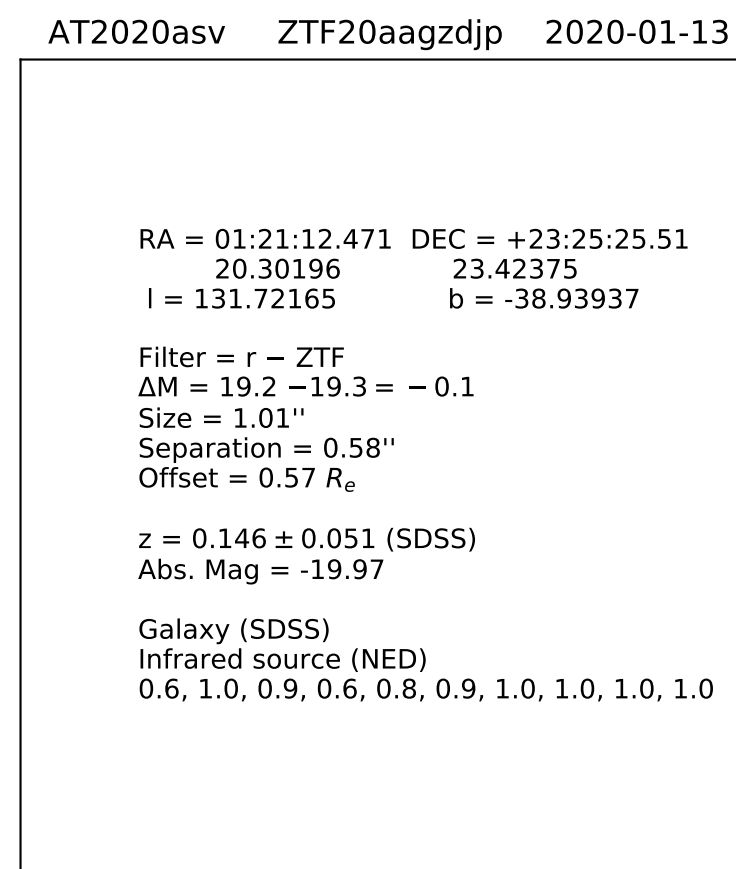 AT2020asv ZTF20aagzdjp 2020-01-13
RA = 01:21:12.471 DEC = +23:25:25.51
20.30196 23.42375
l = 131.72165 b = -38.93937
Filter = r − ZTF
ΔM = 19.2 −19.3 = − 0.1
Size = 1.01''
Separation = 0.58''
Offset = 0.57 Rₑ
z = 0.146 ± 0.051 (SDSS)
Abs. Mag = -19.97
Galaxy (SDSS)
Infrared source (NED)
0.6, 1.0, 0.9, 0.6, 0.8, 0.9, 1.0, 1.0, 1.0, 1.0